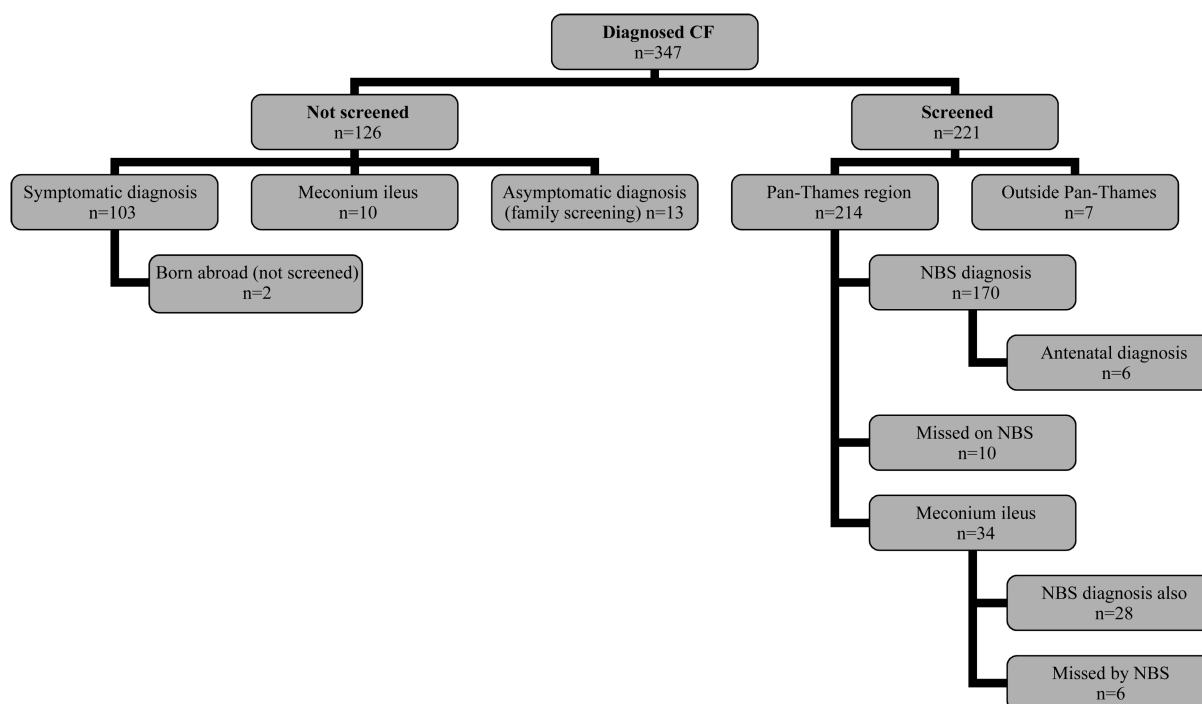 Diagnosed CF
n=347
Not screened
n=126
Screened
n=221
Symptomatic diagnosis
n=103
Meconium ileus
n=10
Asymptomatic diagnosis
(family screening) n=13
Pan-Thames region
n=214
Outside Pan-Thames
n=7
Born abroad (not screened)
n=2
NBS diagnosis
n=170
Antenatal diagnosis
n=6
Missed on NBS
n=10
Meconium ileus
n=34
NBS diagnosis also
n=28
Missed by NBS
n=6